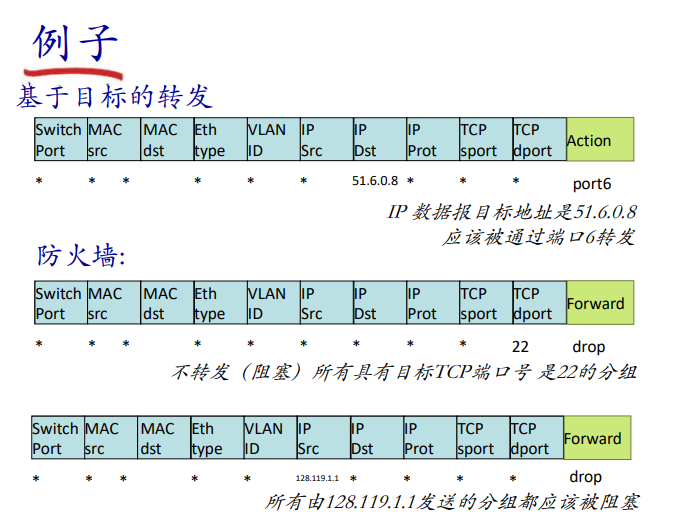 例子
基于目标的转发
Switch Port MAC src MAC dst Eth type VLAN ID IP Src IP Dst IP Prot TCP sport TCP dport Action
* * * * * * 51.6.0.8 * * * port6
IP 数据报目标地址是51.6.0.8
应该被通过端口6转发
防火墙:
Switch Port MAC src MAC dst Eth type VLAN ID IP Src IP Dst IP Prot TCP sport TCP dport Forward
* * * * * * * * * 22 drop
不转发（阻塞）所有具有目标TCP端口号 是22的分组
Switch Port MAC src MAC dst Eth type VLAN ID IP Src IP Dst IP Prot TCP sport TCP dport Forward
* * * * * 128.119.1.1 * * * * drop
所有由128.119.1.1发送的分组都应该被阻塞